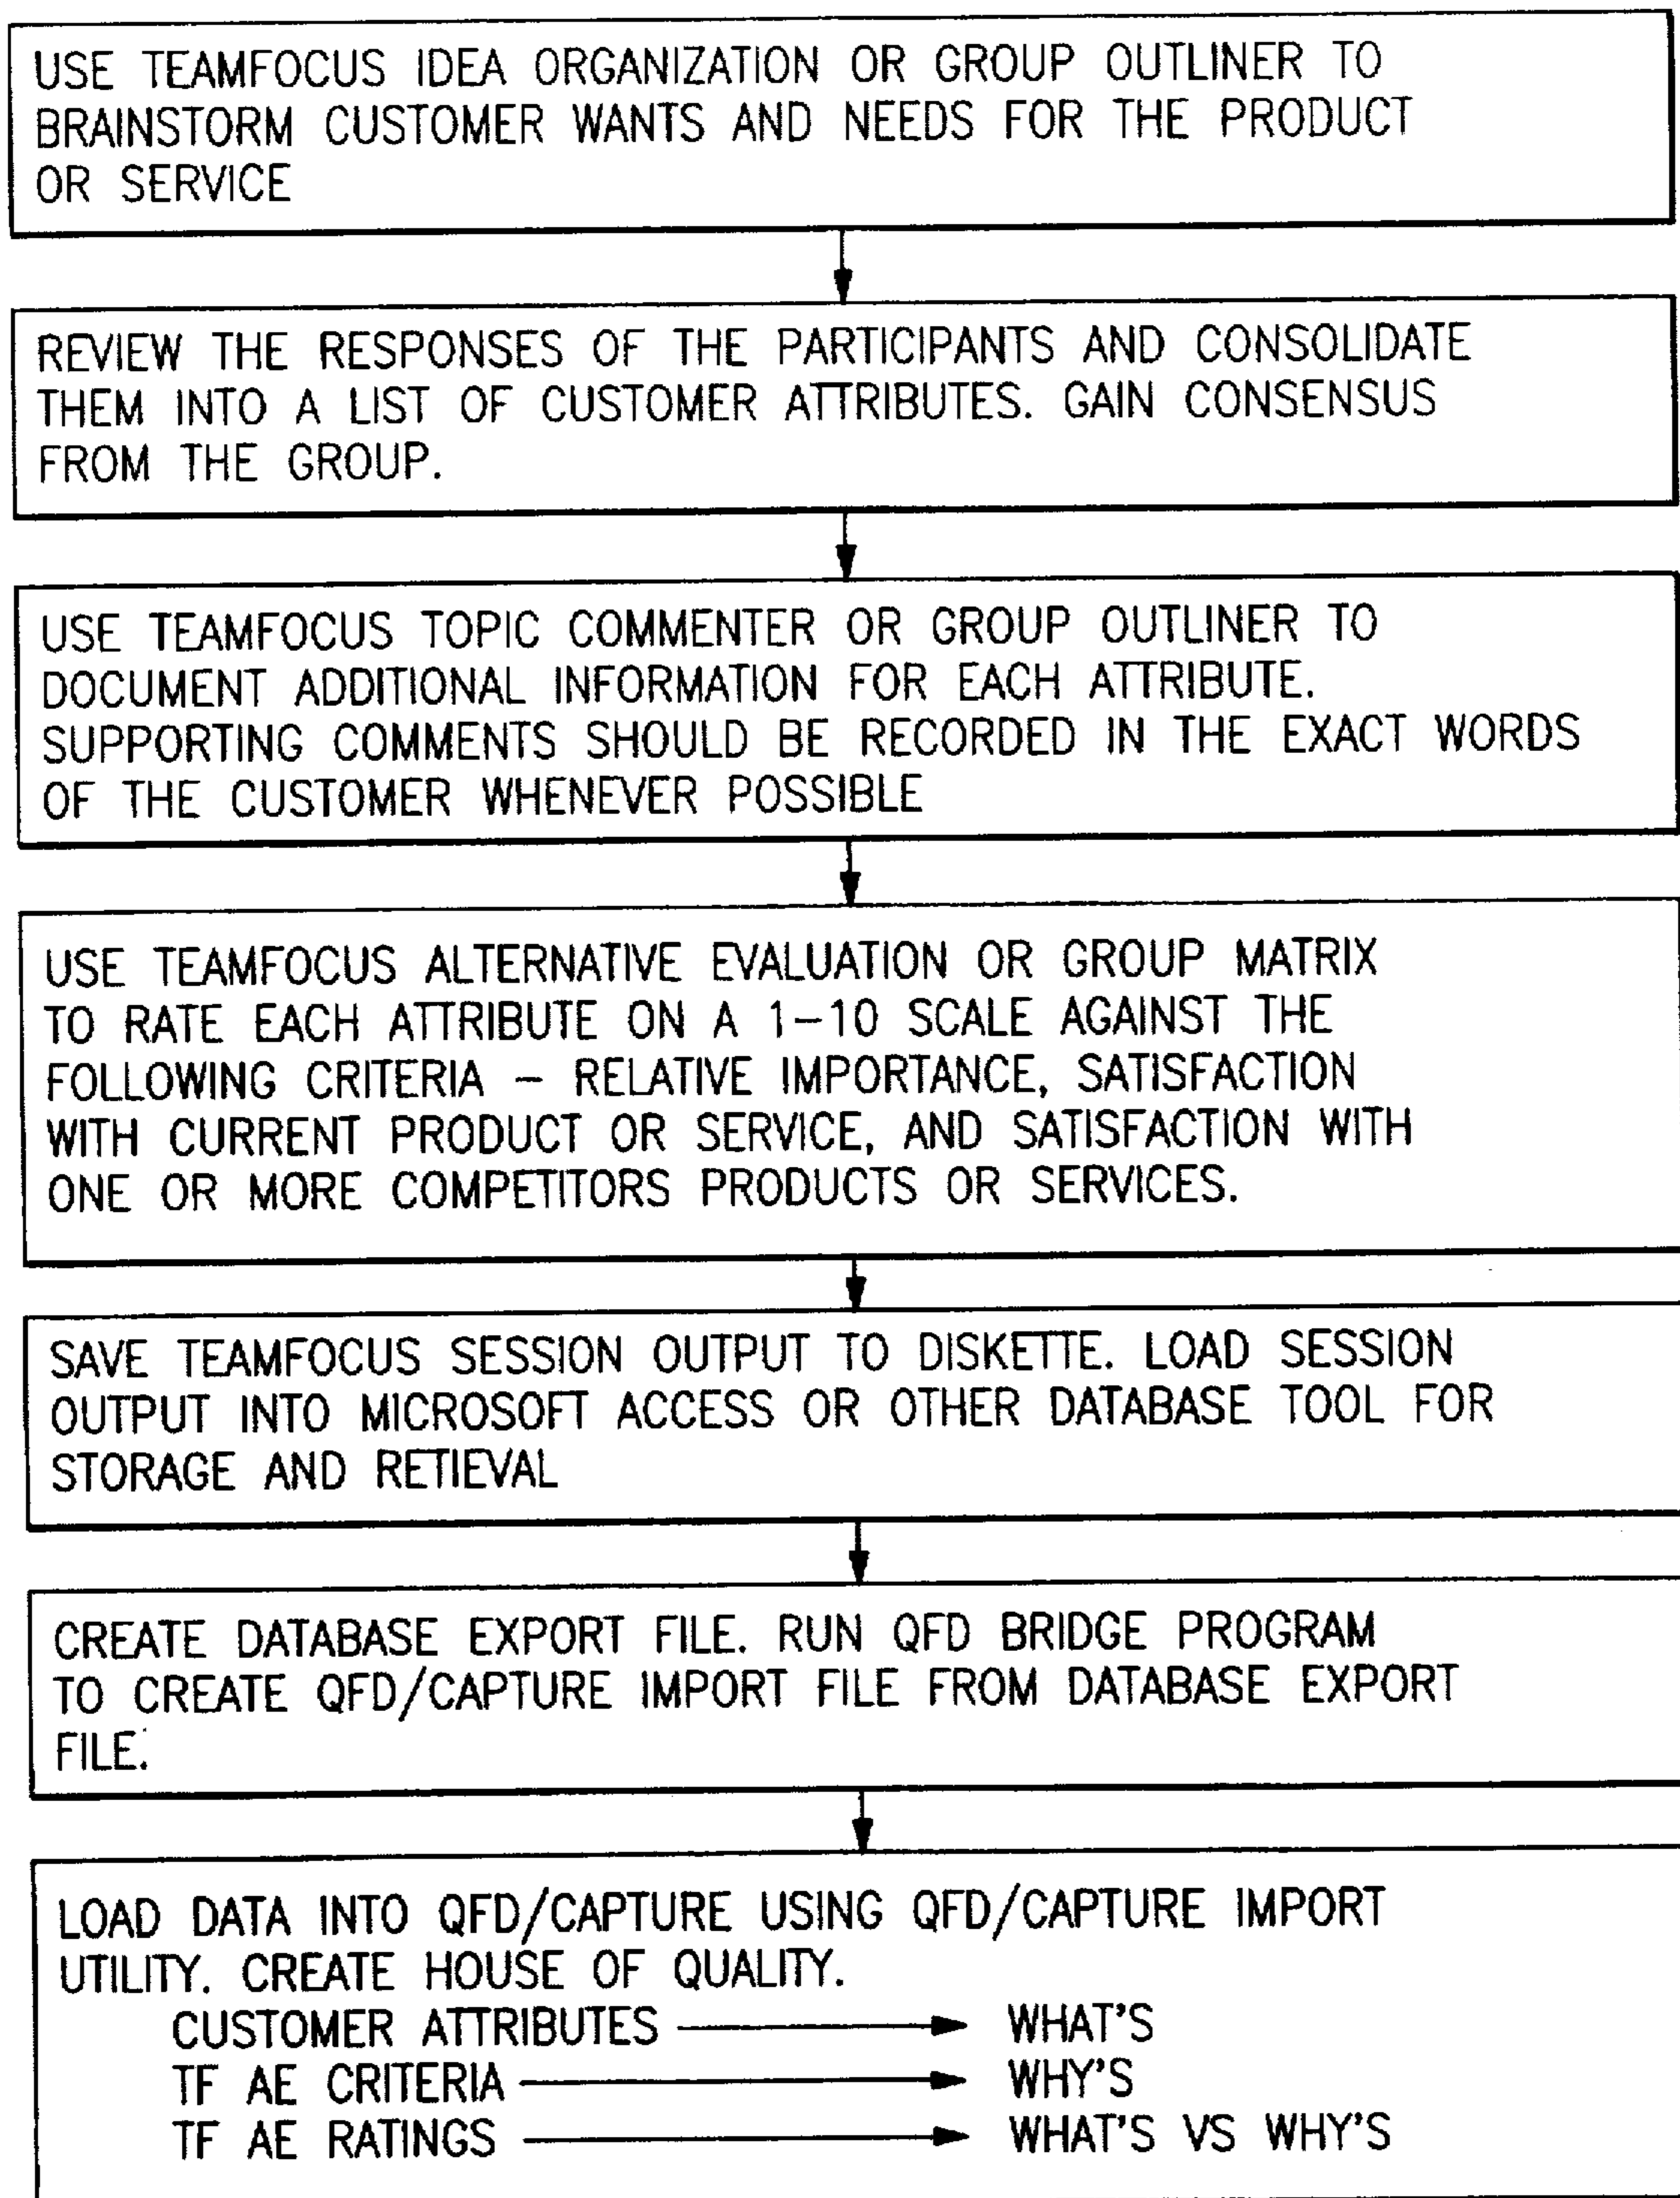 USE TEAMFOCUS IDEA ORGANIZATION OR GROUP OUTLINER TO
BRAINSTORM CUSTOMER WANTS AND NEEDS FOR THE PRODUCT
OR SERVICE
REVIEW THE RESPONSES OF THE PARTICIPANTS AND CONSOLIDATE
THEM INTO A LIST OF CUSTOMER ATTRIBUTES. GAIN CONSENSUS
FROM THE GROUP.
USE TEAMFOCUS TOPIC COMMENTER OR GROUP OUTLINER TO
DOCUMENT ADDITIONAL INFORMATION FOR EACH ATTRIBUTE.
SUPPORTING COMMENTS SHOULD BE RECORDED IN THE EXACT WORDS
OF THE CUSTOMER WHENEVER POSSIBLE
USE TEAMFOCUS ALTERNATIVE EVALUATION OR GROUP MATRIX
TO RATE EACH ATTRIBUTE ON A 1-10 SCALE AGAINST THE
FOLLOWING CRITERIA - RELATIVE IMPORTANCE, SATISFACTION
WITH CURRENT PRODUCT OR SERVICE, AND SATISFACTION WITH
ONE OR MORE COMPETITORS PRODUCTS OR SERVICES.
SAVE TEAMFOCUS SESSION OUTPUT TO DISKETTE. LOAD SESSION
OUTPUT INTO MICROSOFT ACCESS OR OTHER DATABASE TOOL FOR
STORAGE AND RETIEVAL
CREATE DATABASE EXPORT FILE. RUN QFD BRIDGE PROGRAM
TO CREATE QFD/CAPTURE IMPORT FILE FROM DATABASE EXPORT
FILE.
LOAD DATA INTO QFD/CAPTURE USING QFD/CAPTURE IMPORT
UTILITY. CREATE HOUSE OF QUALITY.
CUSTOMER ATTRIBUTES WHAT'S
TF AE CRITERIA WHY'S
TF AE RATINGS WHAT'S VS WHY'S